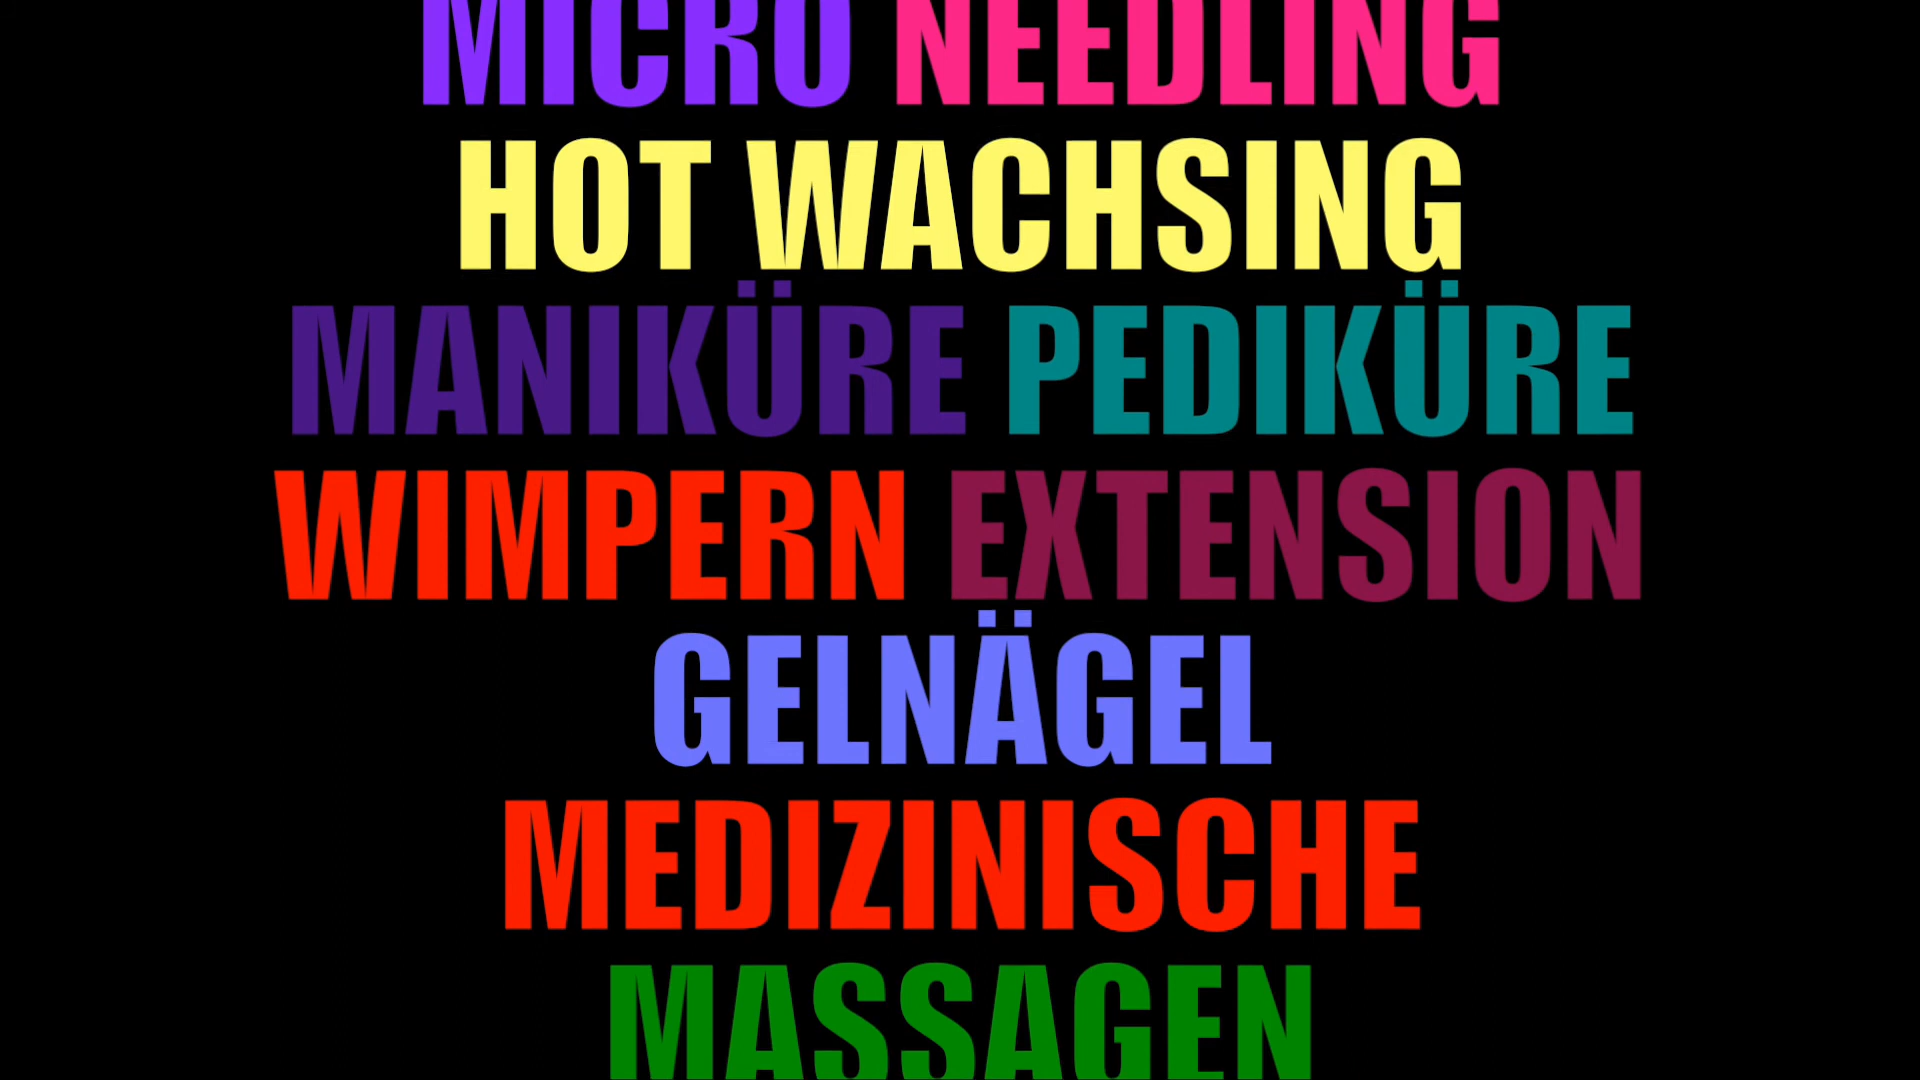 MICRO NEEDLING
HOT WACHSING
MANIKÜRE PEDIKÜRE
WIMPERN EXTENSION
GELNÄGEL
MEDIZINISCHE
MASSAGEN